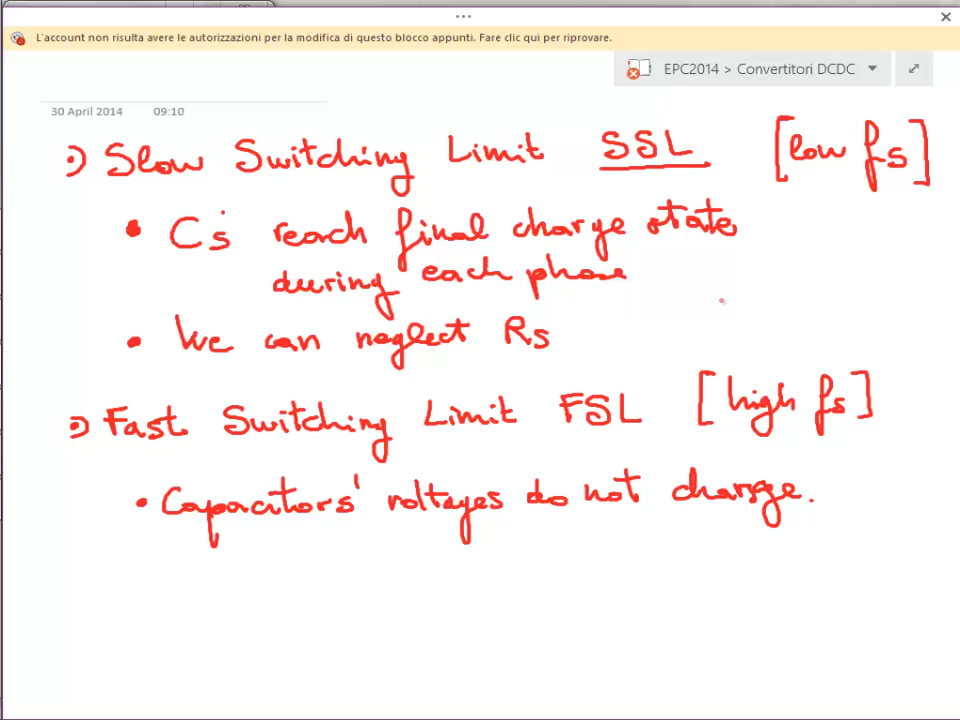 L'account non risulta avere le autorizzazioni per la modifica di questo blocco appunti. Fare clic qui per riprovare.
EPC2014 > Convertitori DCDC
30 April 2014 09:10
Slow Switching Limit SSL [low fs]
• Cs reach final charge state
during each phase
• We can neglect Rs
Fast Switching Limit FSL [high fs]
• Capacitors' voltages do not charge.